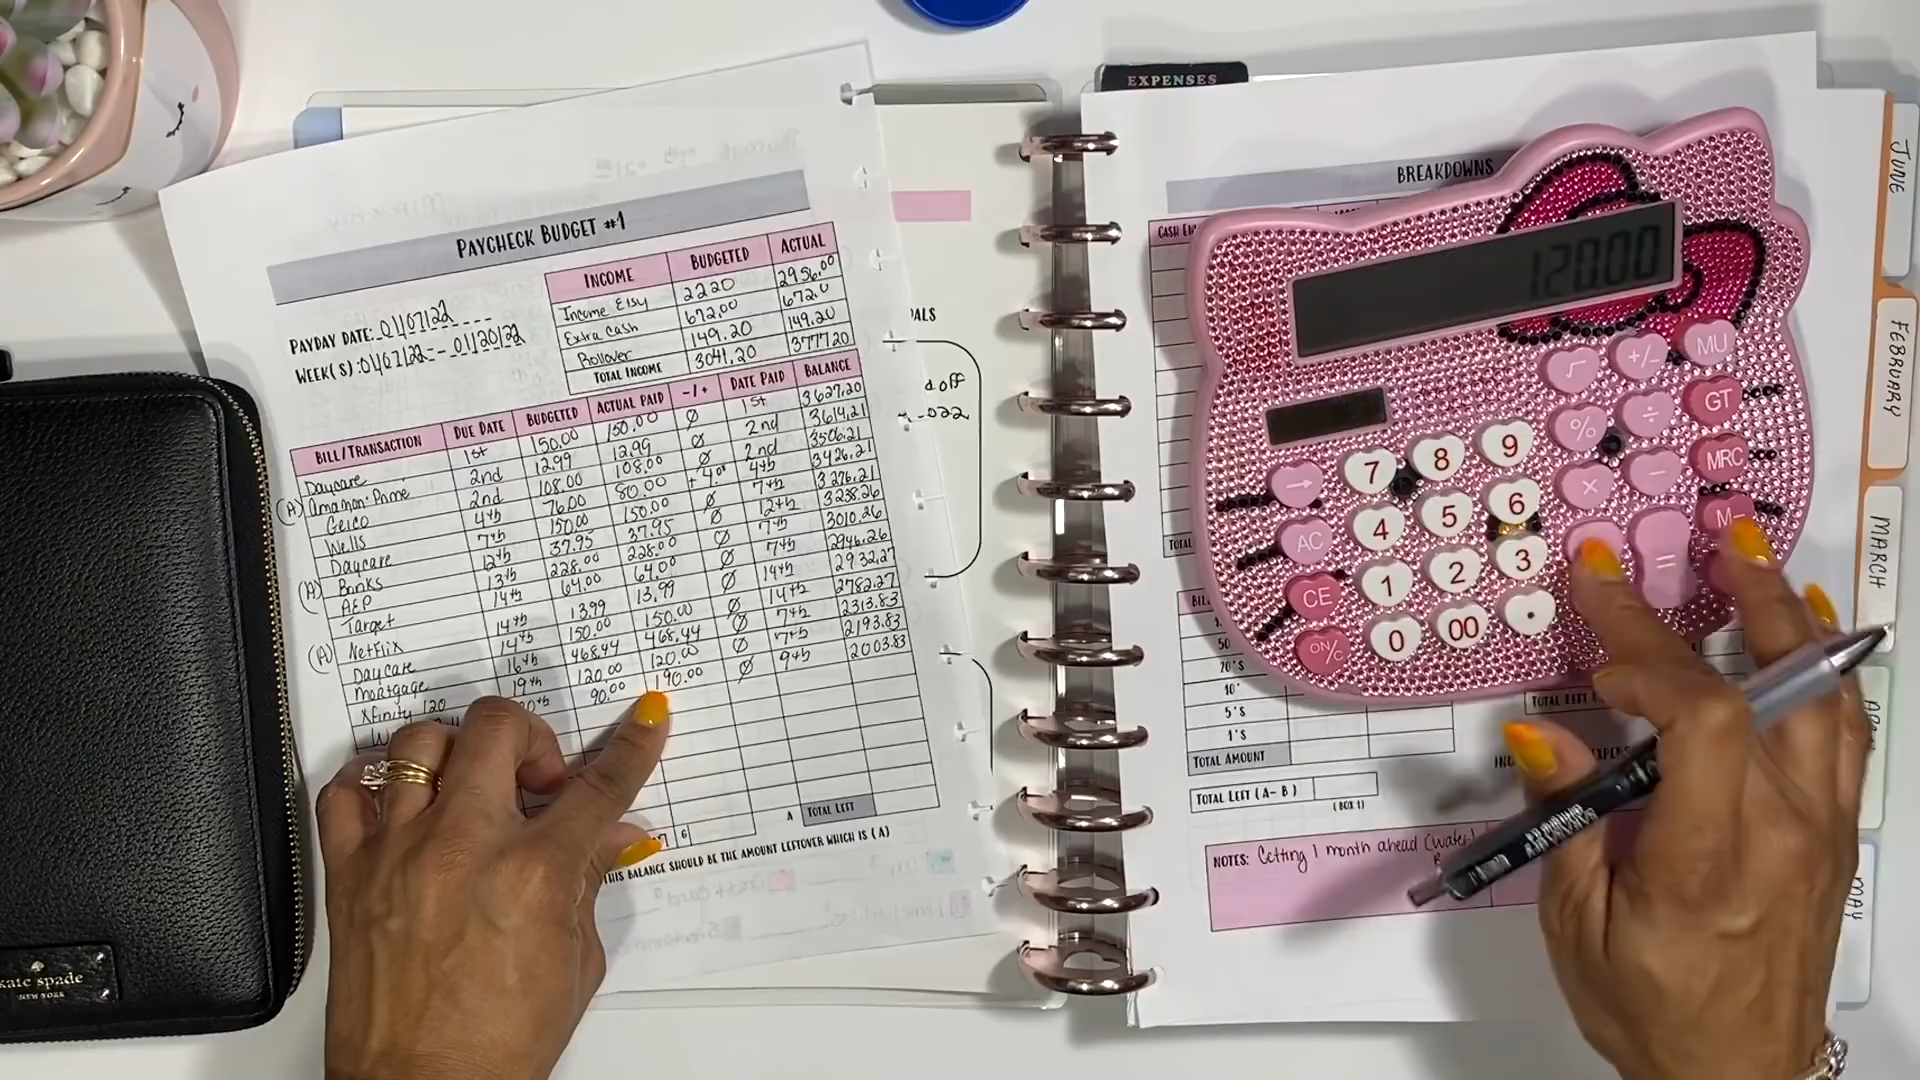 PAYCHECK BUDGET #1
PAYDAY DATE: 01/07/22
WEEK(S): 01/07/22 - 01/20/22
INCOME BUDGETED ACTUAL
Income Etsy 2220 2956.00
Extra Cash 672.00 672.0
Rollover 149.20 149.20
TOTAL INCOME 3041.20 3777.20
BILL/TRANSACTION DUE DATE BUDGETED ACTUAL PAID - / + DATE PAID BALANCE
Daycare 1st 150.00 150.00 Ø 1st 3627.20
(A) Amazon Prime 2nd 12.99 12.99 Ø 2nd 3614.21
Geico 2nd 108.00 108.00 Ø 2nd 3506.21
Wells 4th 76.00 80.00 + 4.00 4th 3426.21
Daycare 7th 150.00 150.00 Ø 7th 3276.21
(A) Banks 12th 37.95 37.95 Ø 12th 3238.26
AEP 13th 228.00 228.00 Ø 7th 3010.26
Target 14th 64.00 64.00 Ø 7th 2946.26
(A) Netflix 14th 13.99 13.99 Ø 14th 2932.27
Daycare 14th 150.00 150.00 Ø 14th 2782.27
Mortgage 16th 468.44 468.44 Ø 7th 2313.83
Xfinity 120 19th 120.00 120.00 Ø 7th 2193.83
90.00 190.00 Ø 9th 2003.83
A TOTAL LEFT
THIS BALANCE SHOULD BE THE AMOUNT LEFTOVER WHICH IS (A)
kate spade
NEW YORK
d off
EXPENSES
BREAKDOWNS
120.00
MU
% ÷ GT
→ 7 8 9 × - MRC
AC 4 5 6 = M-
CE 1 2 3
ON/C 0 00 .
20'S
10'
5'S
1'S
TOTAL AMOUNT
TOTAL LEFT (A- B)
(BOX 1)
NOTES: Getting 1 month ahead (Water)
JUNE
FEBRUARY
MARCH
MAY